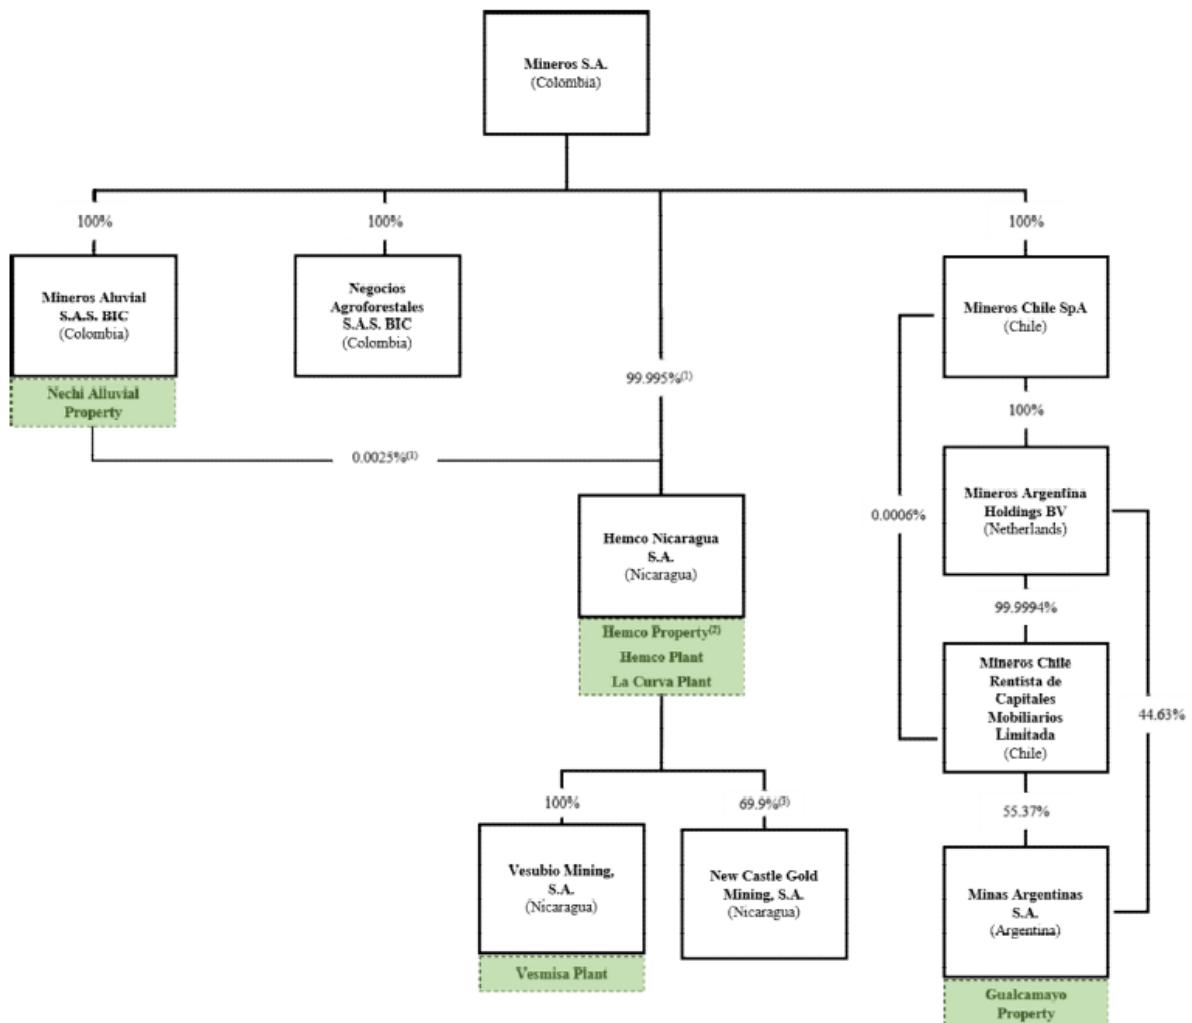 Mineros S.A.
(Colombia)
100%
100%
100%
Mineros Aluvial
S.A.S. BIC
(Colombia)
Nechi Alluvial
Property
Negocios
Agroforestales
S.A.S. BIC
(Colombia)
99.995%(1)
0.0025%(1)
Mineros Chile SpA
(Chile)
100%
Mineros Argentina
Holdings BV
(Netherlands)
0.0006%
99.9994%
Mineros Chile
Rentista de
Capitales
Mobiliarios
Limitada
(Chile)
44.63%
55.37%
Minas Argentinas
S.A.
(Argentina)
Gualcamayo
Property
Hemco Nicaragua
S.A.
(Nicaragua)
Hemco Property(2)
Hemco Plant
La Curva Plant
100%
69.9%(3)
Vesubio Mining,
S.A.
(Nicaragua)
Vesmisa Plant
New Castle Gold
Mining, S.A.
(Nicaragua)